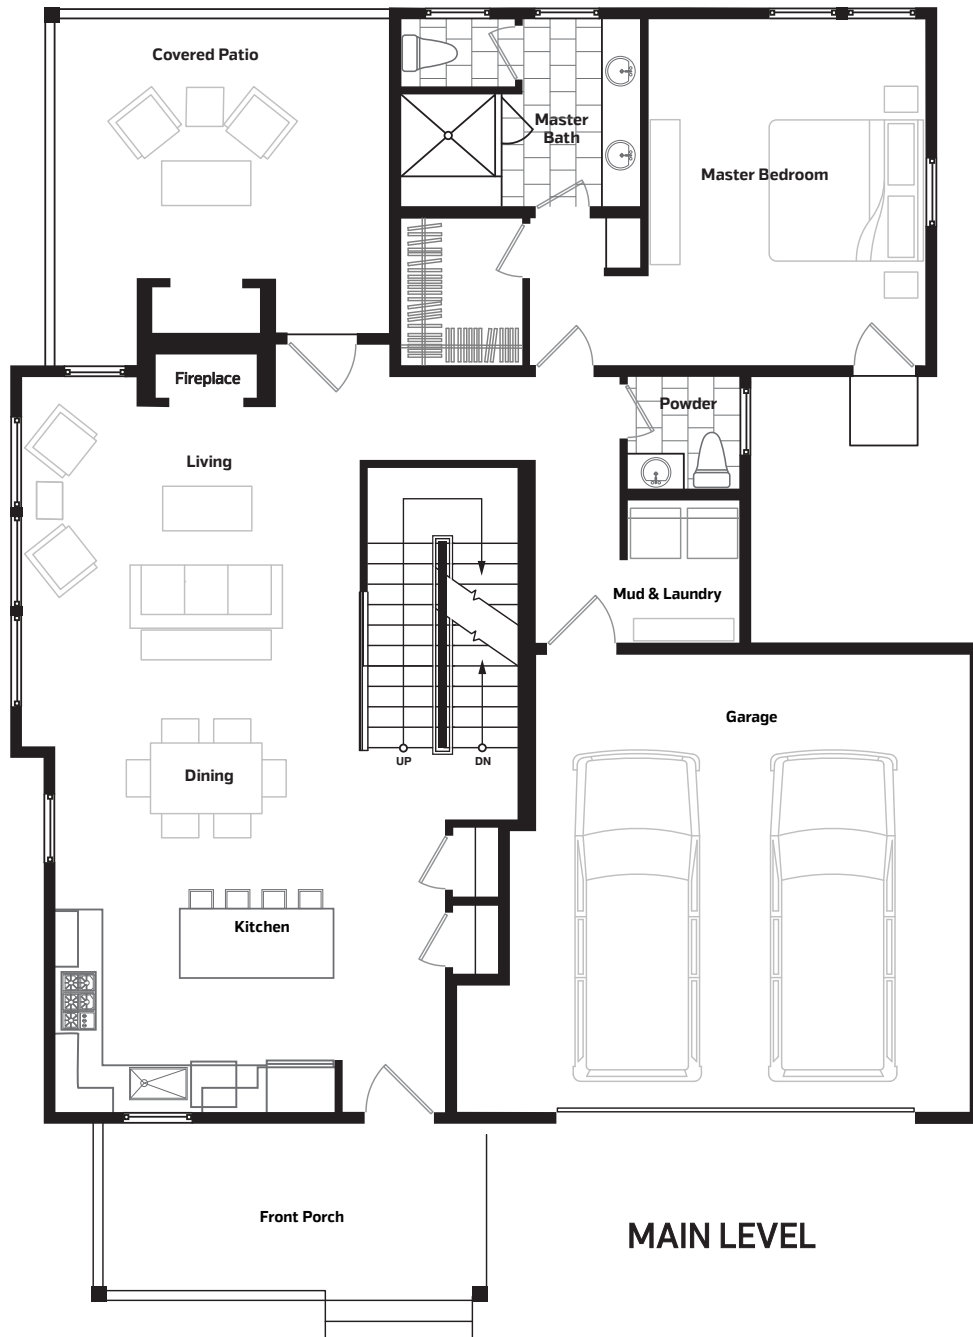 Covered Patio
Master
Bath
Master Bedroom
Fireplace
Powder
Living
Mud & Laundry
Garage
UP
DN
Dining
Kitchen
Front Porch
MAIN LEVEL